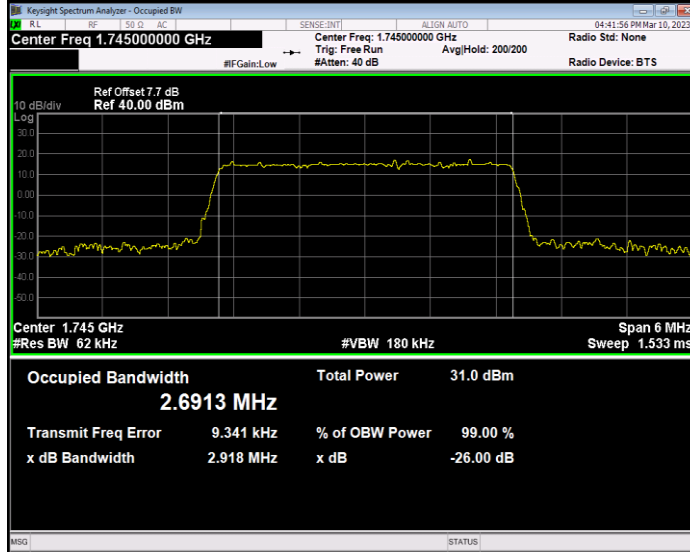 Keysight Spectrum Analyzer - Occupied BW
RL RF 50 Ω AC SENSE:INT ALIGN AUTO 04:41:56 PM Mar 10, 2023
Center Freq 1.745000000 GHz Center Freq: 1.745000000 GHz Radio Std: None
Trig: Free Run Avg|Hold: 200/200
#IFGain:Low #Atten: 40 dB Radio Device: BTS
Ref Offset 7.7 dB
10 dB/div Ref 40.00 dBm
Log
30.0
20.0
10.0
0.00
-10.0
-20.0
-30.0
-40.0
-50.0
Center 1.745 GHz Span 6 MHz
#Res BW 62 kHz #VBW 180 kHz Sweep 1.533 ms
Occupied Bandwidth Total Power 31.0 dBm
2.6913 MHz
Transmit Freq Error 9.341 kHz % of OBW Power 99.00 %
x dB Bandwidth 2.918 MHz x dB -26.00 dB
MSG STATUS